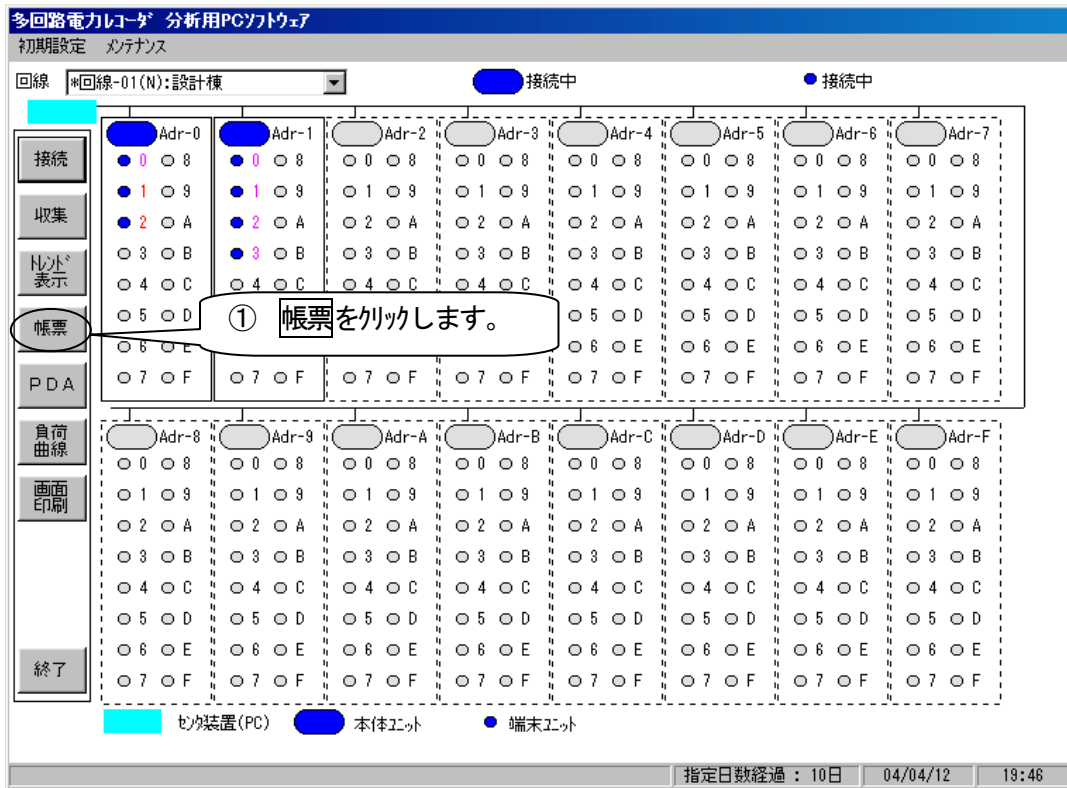 多回路電力ﾚｺｰﾀﾞ 分析用PCｿﾌﾄｳｪｱ
初期設定 ﾒﾝﾃﾅﾝｽ
回線 *回線-01(N):設計棟 接続中 接続中
Adr-0 Adr-1 Adr-2 Adr-3 Adr-4 Adr-5 Adr-6 Adr-7
接続 0 8 0 8 0 8 0 8 0 8 0 8 0 8 0 8
1 9 1 9 1 9 1 9 1 9 1 9 1 9 1 9
収集 2 A 2 A 2 A 2 A 2 A 2 A 2 A 2 A
3 B 3 B 3 B 3 B 3 B 3 B 3 B 3 B
ﾄﾚﾝﾄﾞ
表示 4 C 4 C 4 C 4 C 4 C 4 C 4 C 4 C
帳票 5 D ① 帳票をｸﾘｯｸします。 5 D 5 D 5 D 5 D
6 E 6 E 6 E 6 E 6 E
PDA 7 F 7 F 7 F 7 F 7 F 7 F 7 F 7 F
負荷
曲線
Adr-8 Adr-9 Adr-A Adr-B Adr-C Adr-D Adr-E Adr-F
0 8 0 8 0 8 0 8 0 8 0 8 0 8 0 8
画面
印刷
1 9 1 9 1 9 1 9 1 9 1 9 1 9 1 9
2 A 2 A 2 A 2 A 2 A 2 A 2 A 2 A
3 B 3 B 3 B 3 B 3 B 3 B 3 B 3 B
4 C 4 C 4 C 4 C 4 C 4 C 4 C 4 C
5 D 5 D 5 D 5 D 5 D 5 D 5 D 5 D
6 E 6 E 6 E 6 E 6 E 6 E 6 E 6 E
終了 7 F 7 F 7 F 7 F 7 F 7 F 7 F 7 F
ｾﾝﾀ装置(PC) 本体ﾕﾆｯﾄ 端末ﾕﾆｯﾄ
指定日数経過 : 10日 04/04/12 19:46